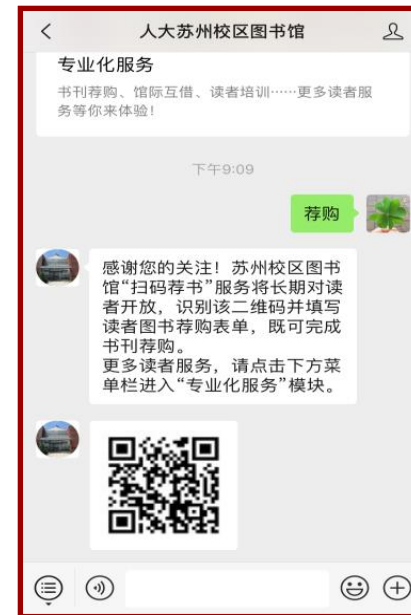 人大苏州校区图书馆
专业化服务
书刊荐购、馆际互借、读者培训……更多读者服
务等你来体验！
下午9:09
荐购
感谢您的关注！苏州校区图书
馆“扫码荐书”服务将长期对读
者开放，识别该二维码并填写
读者图书荐购表单，既可完成
书刊荐购。
更多读者服务，请点击下方菜
单栏进入“专业化服务”模块。